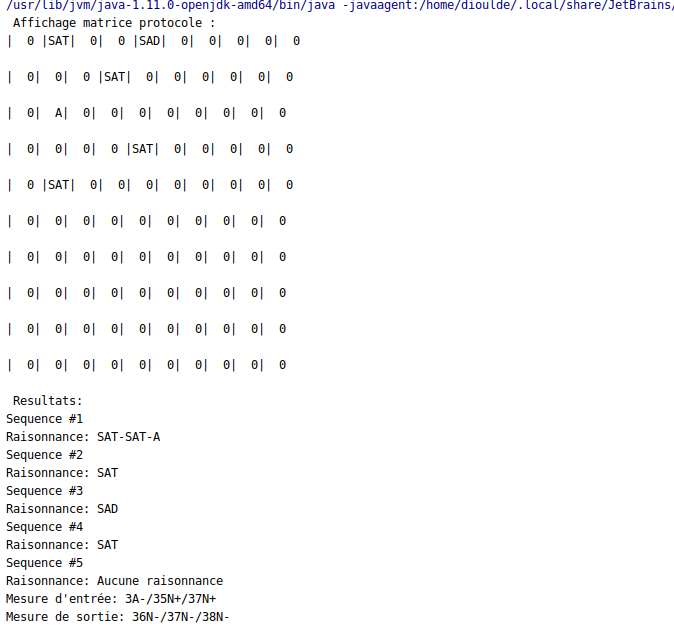 /usr/lib/jvm/java-1.11.0-openjdk-amd64/bin/java -javaagent:/home/dioulde/.local/share/JetBrains/
Affichage matrice protocole :
|  0 |SAT|  0|  0 |SAD|  0|  0|  0|  0|  0
|  0|  0|  0 |SAT|  0|  0|  0|  0|  0|  0
|  0|  A|  0|  0|  0|  0|  0|  0|  0|  0
|  0|  0|  0|  0 |SAT|  0|  0|  0|  0|  0
|  0 |SAT|  0|  0|  0|  0|  0|  0|  0|  0
|  0|  0|  0|  0|  0|  0|  0|  0|  0|  0
|  0|  0|  0|  0|  0|  0|  0|  0|  0|  0
|  0|  0|  0|  0|  0|  0|  0|  0|  0|  0
|  0|  0|  0|  0|  0|  0|  0|  0|  0|  0
|  0|  0|  0|  0|  0|  0|  0|  0|  0|  0
Resultats:
Sequence #1
Raisonnance: SAT-SAT-A
Sequence #2
Raisonnance: SAT
Sequence #3
Raisonnance: SAD
Sequence #4
Raisonnance: SAT
Sequence #5
Raisonnance: Aucune raisonnance
Mesure d'entrée: 3A-/35N+/37N+
Mesure de sortie: 36N-/37N-/38N-